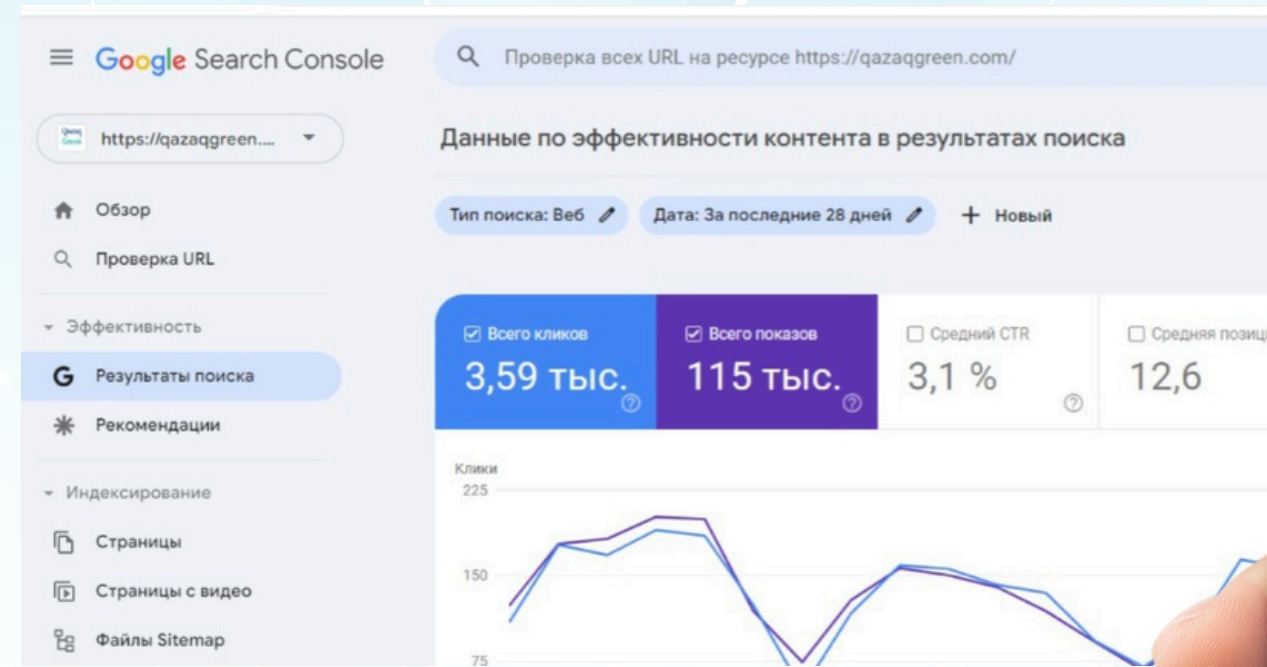 Google Search Console
Проверка всех URL на ресурсе https://qazaqgreen.com/
https://qazaqgreen....
Данные по эффективности контента в результатах поиска
Тип поиска: Веб
Дата: За последние 28 дней
+ Новый
Обзор
Проверка URL
Эффективность
Результаты поиска
Рекомендации
Индексирование
Страницы
Страницы с видео
Файлы Sitemap
Всего кликов
3,59 тыс.
Всего показов
115 тыс.
Средний CTR
3,1 %
Средняя позиц
12,6
Клики
225
150
75